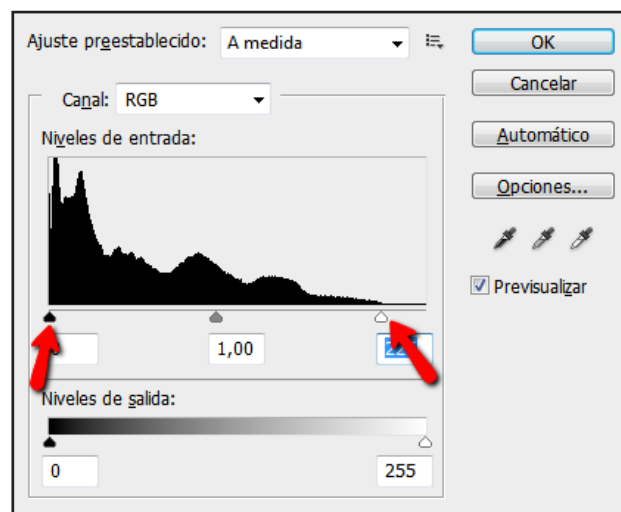 Ajuste preestablecido: A medida
OK
Cancelar
Canal: RGB
Niveles de entrada:
Automático
Opciones...
Previsualizar
1,00
Niveles de salida:
0 255